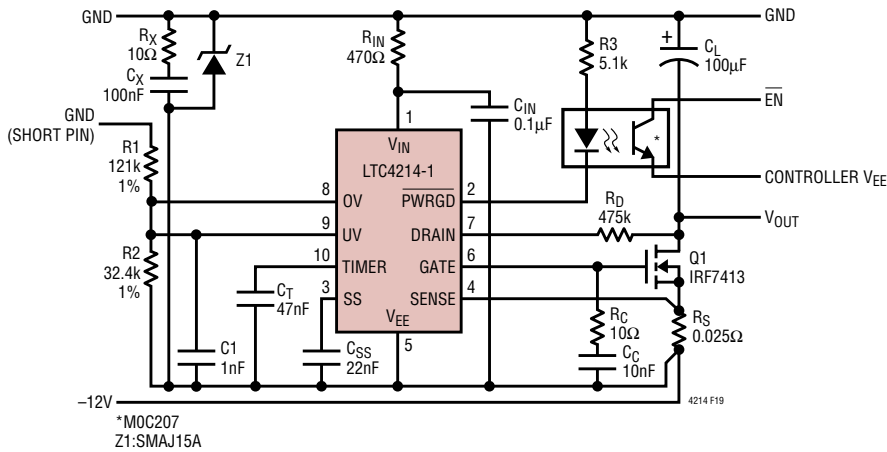 GND
GND
RX
10Ω
CX
100nF
Z1
RIN
470Ω
R3
5.1k
+
CL
100µF
GND
(SHORT PIN)
CIN
0.1µF
EN
*
1
VIN
LTC4214-1
R1
121k
1%
8
OV
PWRGD
2
CONTROLLER VEE
9
UV
DRAIN
7
RD
475k
VOUT
R2
32.4k
1%
10
TIMER
GATE
6
Q1
IRF7413
3
SS
SENSE
4
VEE
5
CT
47nF
RC
10Ω
RS
0.025Ω
C1
1nF
CSS
22nF
CC
10nF
–12V
4214 F19
*M0C207
Z1:SMAJ15A